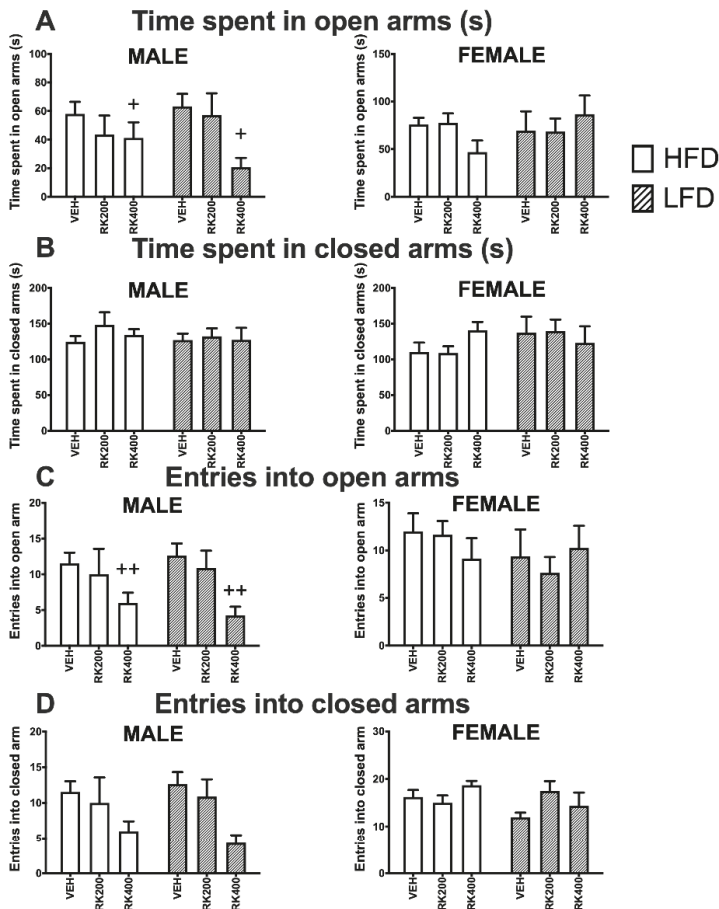 A Time spent in open arms (s)
MALE
Time spent in open arms (s)
100
80
60
40
20
0
+
+
VEH
RK200
RK400
VEH
RK200
RK400
FEMALE
Time spent in open arms (s)
150
100
50
0
VEH
RK200
RK400
VEH
RK200
RK400
HFD
LFD
B Time spent in closed arms (s)
MALE
Time spent in closed arms (s)
200
150
100
50
0
VEH
RK200
RK400
VEH
RK200
RK400
FEMALE
Time spent in closed arms (s)
200
150
100
50
0
VEH
RK200
RK400
VEH
RK200
RK400
C Entries into open arms
MALE
Entries into open arm
20
15
10
5
0
++
++
VEH
RK200
RK400
VEH
RK200
RK400
FEMALE
Entries into open arm
15
10
5
0
VEH
RK200
RK400
VEH
RK200
RK400
D Entries into closed arms
MALE
Entries into closed arm
20
15
10
5
0
VEH
RK200
RK400
VEH
RK200
RK400
FEMALE
Entries into closed arm
30
20
10
0
VEH
RK200
RK400
VEH
RK200
RK400